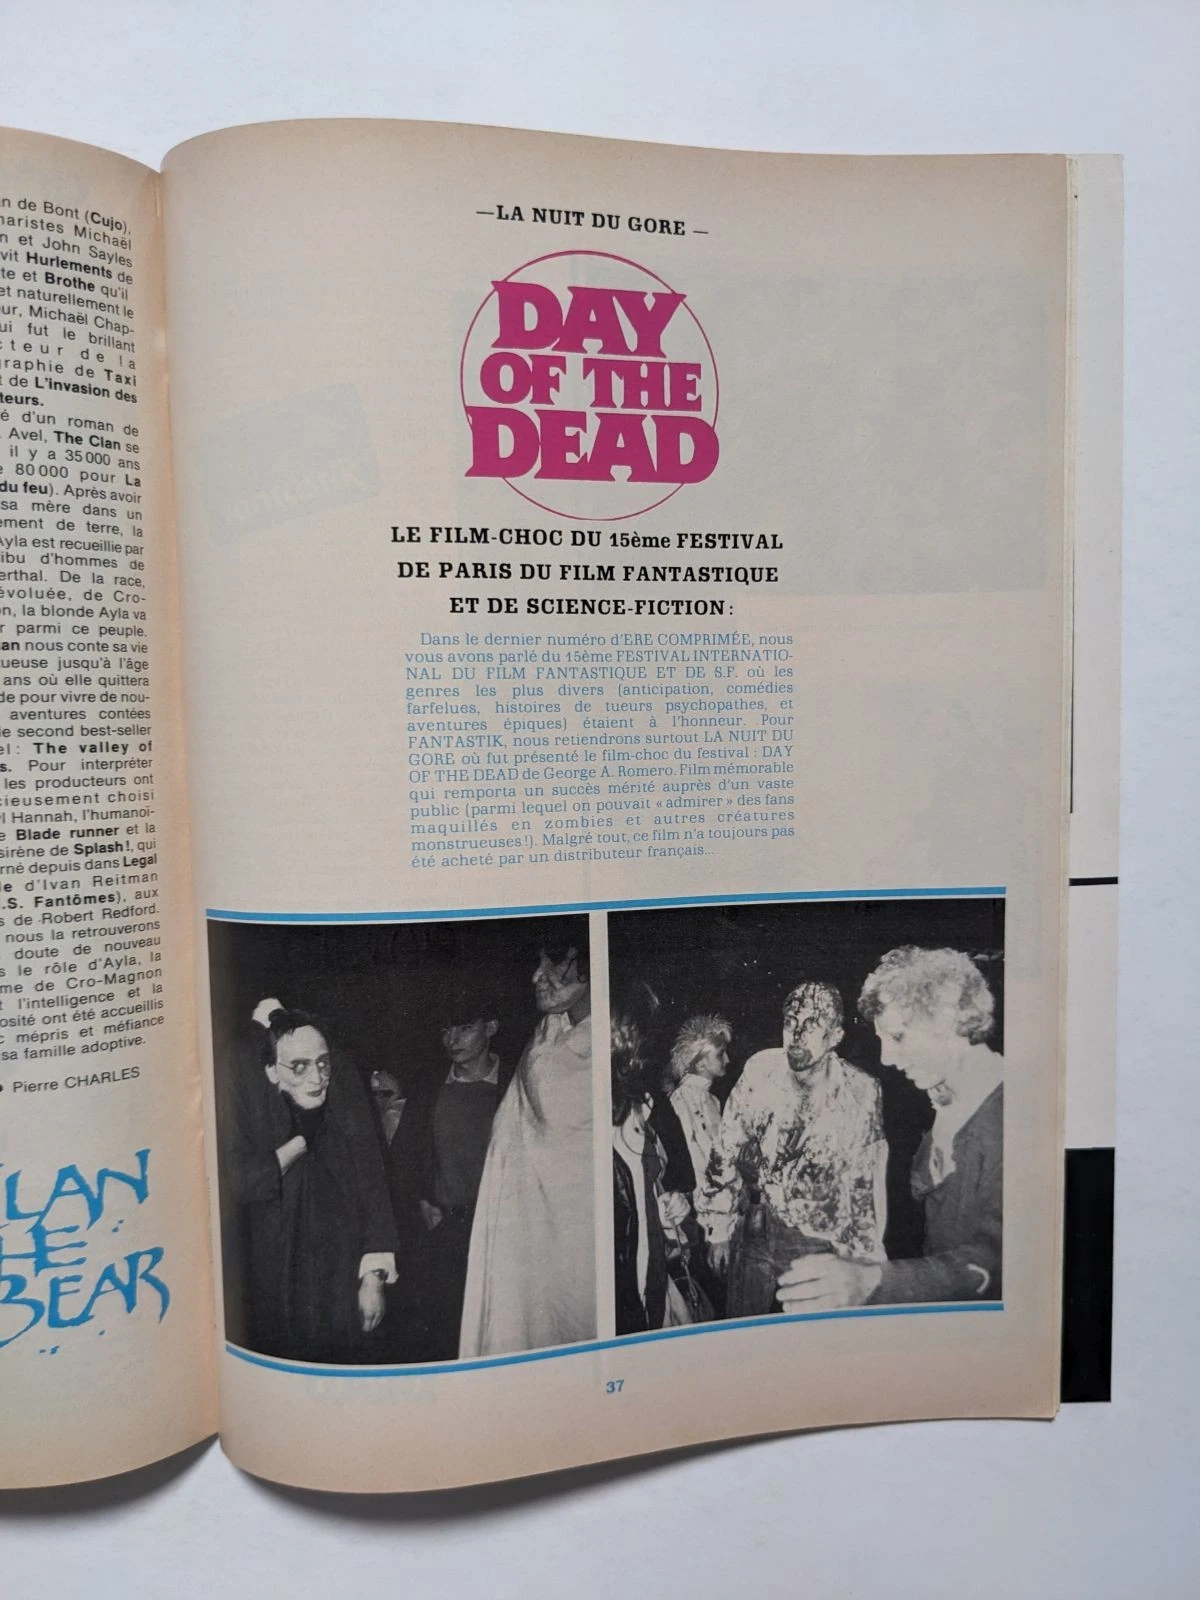 n de Bont (Cujo),
naristes Michaël
n et John Sayles
vit Hurlements de
te et Brothe qu'il
et naturellement le
ur, Michaël Chap-
ui fut le brillant
cteur de la
graphie de Taxi
t de L'invasion des
teurs.
é d'un roman de
. Avel, The Clan se
il y a 35 000 ans
e 80 000 pour La
du feu). Après avoir
sa mère dans un
ement de terre, la
Ayla est recueillie par
ibu d'hommes de
erthal. De la race,
évoluée, de Cro-
n, la blonde Ayla va
r parmi ce peuple.
an nous conte sa vie
ueuse jusqu'à l'âge
ans où elle quittera
de pour vivre de nou-
aventures contées
le second best-seller
el : The valley of
s. Pour interpréter
les producteurs ont
cieusement choisi
yl Hannah, l'humanoï-
e Blade runner et la
sirène de Splash !, qui
rné depuis dans Legal
le d'Ivan Reitman
.S. Fantômes), aux
s de Robert Redford.
nous la retrouverons
doute de nouveau
s le rôle d'Ayla, la
me de Cro-Magnon
t l'intelligence et la
osité ont été accueillis
c mépris et méfiance
sa famille adoptive.
Pierre CHARLES
CLAN
HE
BEAR
—LA NUIT DU GORE —
DAY
OF THE
DEAD
LE FILM-CHOC DU 15ème FESTIVAL
DE PARIS DU FILM FANTASTIQUE
ET DE SCIENCE-FICTION :
Dans le dernier numéro d'ERE COMPRIMÉE, nous
vous avons parlé du 15ème FESTIVAL INTERNATIO-
NAL DU FILM FANTASTIQUE ET DE S.F. où les
genres les plus divers (anticipation, comédies
farfelues, histoires de tueurs psychopathes, et
aventures épiques) étaient à l'honneur. Pour
FANTASTIK, nous retiendrons surtout LA NUIT DU
GORE où fut présenté le film-choc du festival : DAY
OF THE DEAD de George A. Romero. Film mémorable
qui remporta un succès mérité auprès d'un vaste
public (parmi lequel on pouvait « admirer » des fans
maquillés en zombies et autres créatures
monstrueuses !). Malgré tout, ce film n'a toujours pas
été acheté par un distributeur français...
37